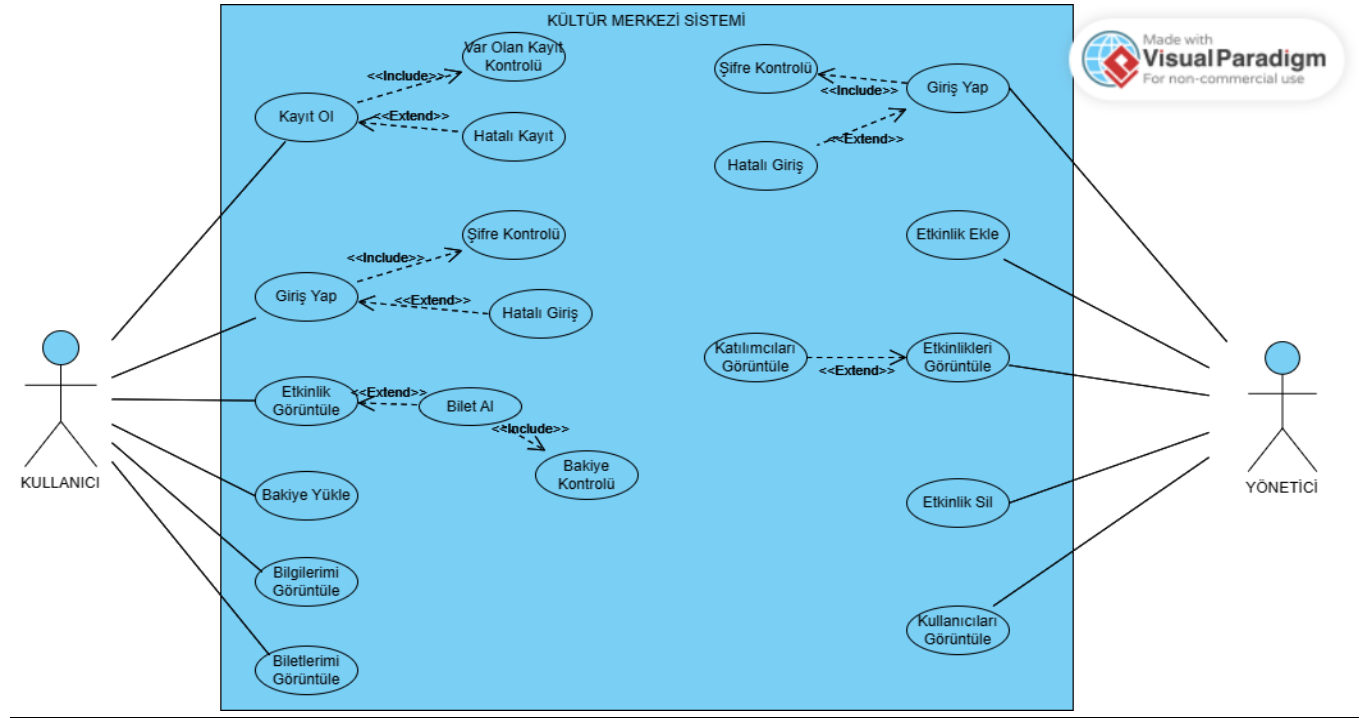 KÜLTÜR MERKEZİ SİSTEMİ
Made with
VisualParadigm
For non-commercial use
Var Olan Kayıt
Kontrolü
<<Include>>
Kayıt Ol
<<Extend>>
Hatalı Kayıt
Şifre Kontrolü
<<Include>>
Giriş Yap
<<Extend>>
Hatalı Giriş
Şifre Kontrolü
<<Include>>
Giriş Yap
<<Extend>>
Hatalı Giriş
Etkinlik Ekle
Katılımcıları
Görüntüle
<<Extend>>
Etkinlikleri
Görüntüle
Etkinlik
Görüntüle
<<Extend>>
Bilet Al
<<Include>>
Bakiye
Kontrolü
KULLANICI
YÖNETİCİ
Bakiye Yükle
Etkinlik Sil
Bilgilerimi
Görüntüle
Kullanıcıları
Görüntüle
Biletlerimi
Görüntüle